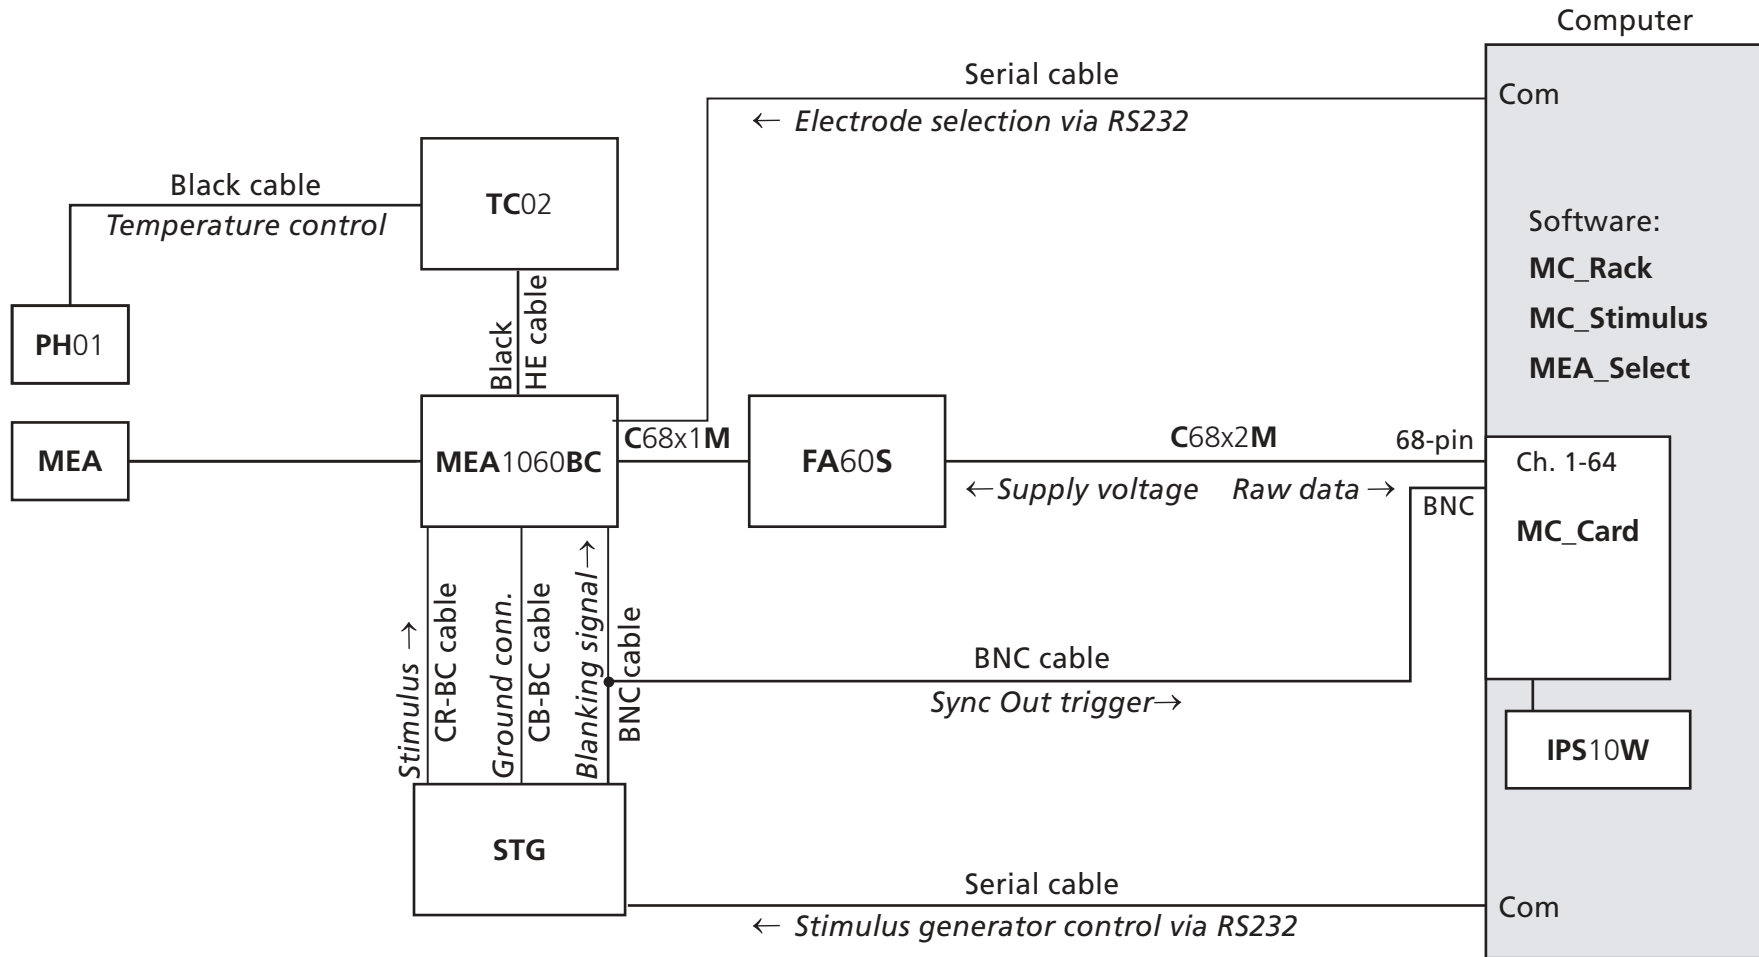 Computer
Serial cable
Com
← Electrode selection via RS232
Black cable
TC02
Temperature control
Software:
MC_Rack
MC_Stimulus
MEA_Select
Black
HE cable
PH01
MEA
MEA1060BC
C68x1M
FA60S
C68x2M
68-pin
Ch. 1-64
←Supply voltage
Raw data →
BNC
MC_Card
Stimulus →
CR-BC cable
Ground conn.
CB-BC cable
Blanking signal→
BNC cable
BNC cable
Sync Out trigger→
IPS10W
STG
Serial cable
Com
← Stimulus generator control via RS232